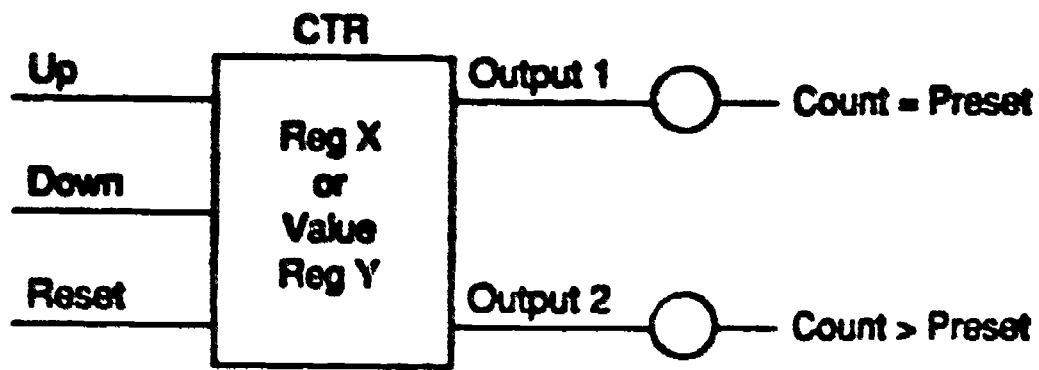 CTR
Up
Down
Reset
Reg X
or
Value
Reg Y
Output 1
Count = Preset
Output 2
Count > Preset